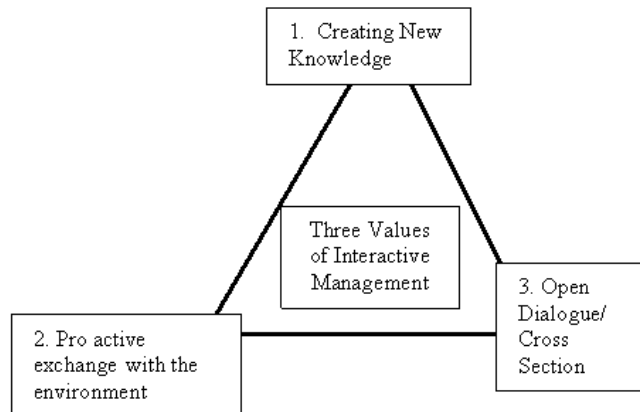 1. Creating New
Knowledge
Three Values
of Interactive
Management
3. Open
Dialogue/
Cross
Section
2. Pro active
exchange with the
environment